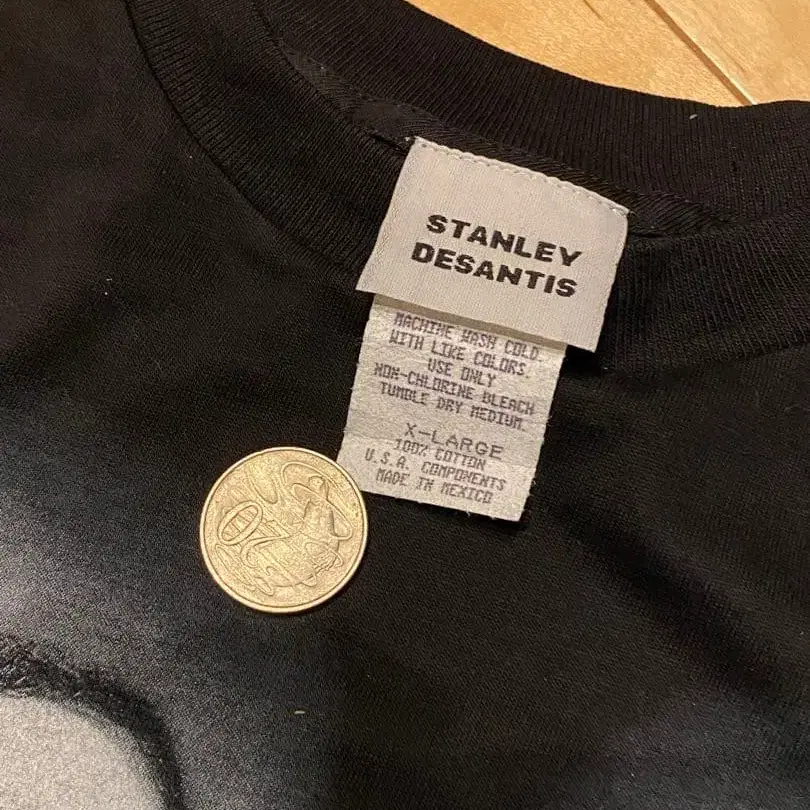 STANLEY
DESANTIS
MACHINE WASH COLD
WITH LIKE COLORS.
USE ONLY
NON-CHLORINE BLEACH
TUMBLE DRY MEDIUM.
X-LARGE
100% COTTON
U.S.A. COMPONENTS
MADE IN MEXICO
20